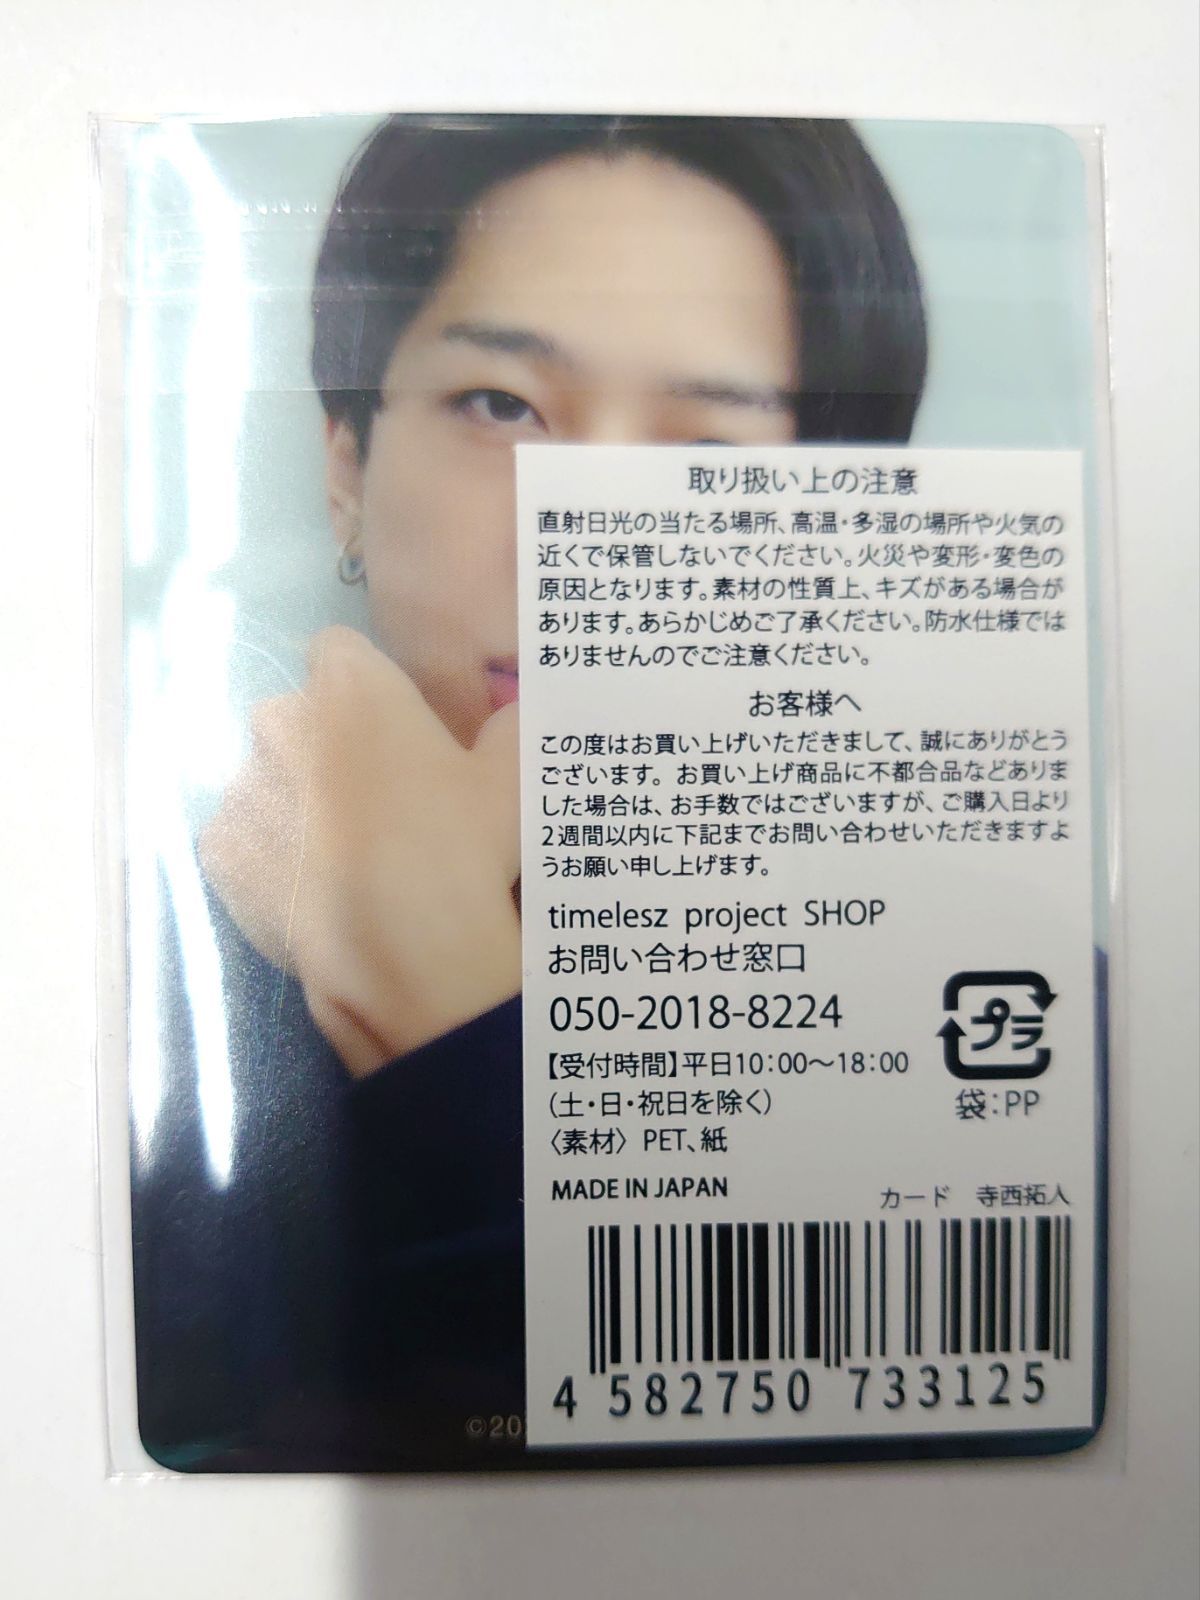 取り扱い上の注意
直射日光の当たる場所、高温・多湿の場所や火気の
近くで保管しないでください。火災や変形・変色の
原因となります。素材の性質上、キズがある場合が
あります。あらかじめご了承ください。防水仕様では
ありませんのでご注意ください。
お客様へ
この度はお買い上げいただきまして、誠にありがとう
ございます。お買い上げ商品に不都合品などありま
した場合は、お手数ではございますが、ご購入日より
2週間以内に下記までお問い合わせいただきますよ
うお願い申し上げます。
timelesz project SHOP
お問い合わせ窓口
050-2018-8224
【受付時間】平日10:00～18:00
(土・日・祝日を除く)
〈素材〉 PET、紙
プラ
袋:PP
MADE IN JAPAN
カード 寺西拓人
4 582750 733125
©20